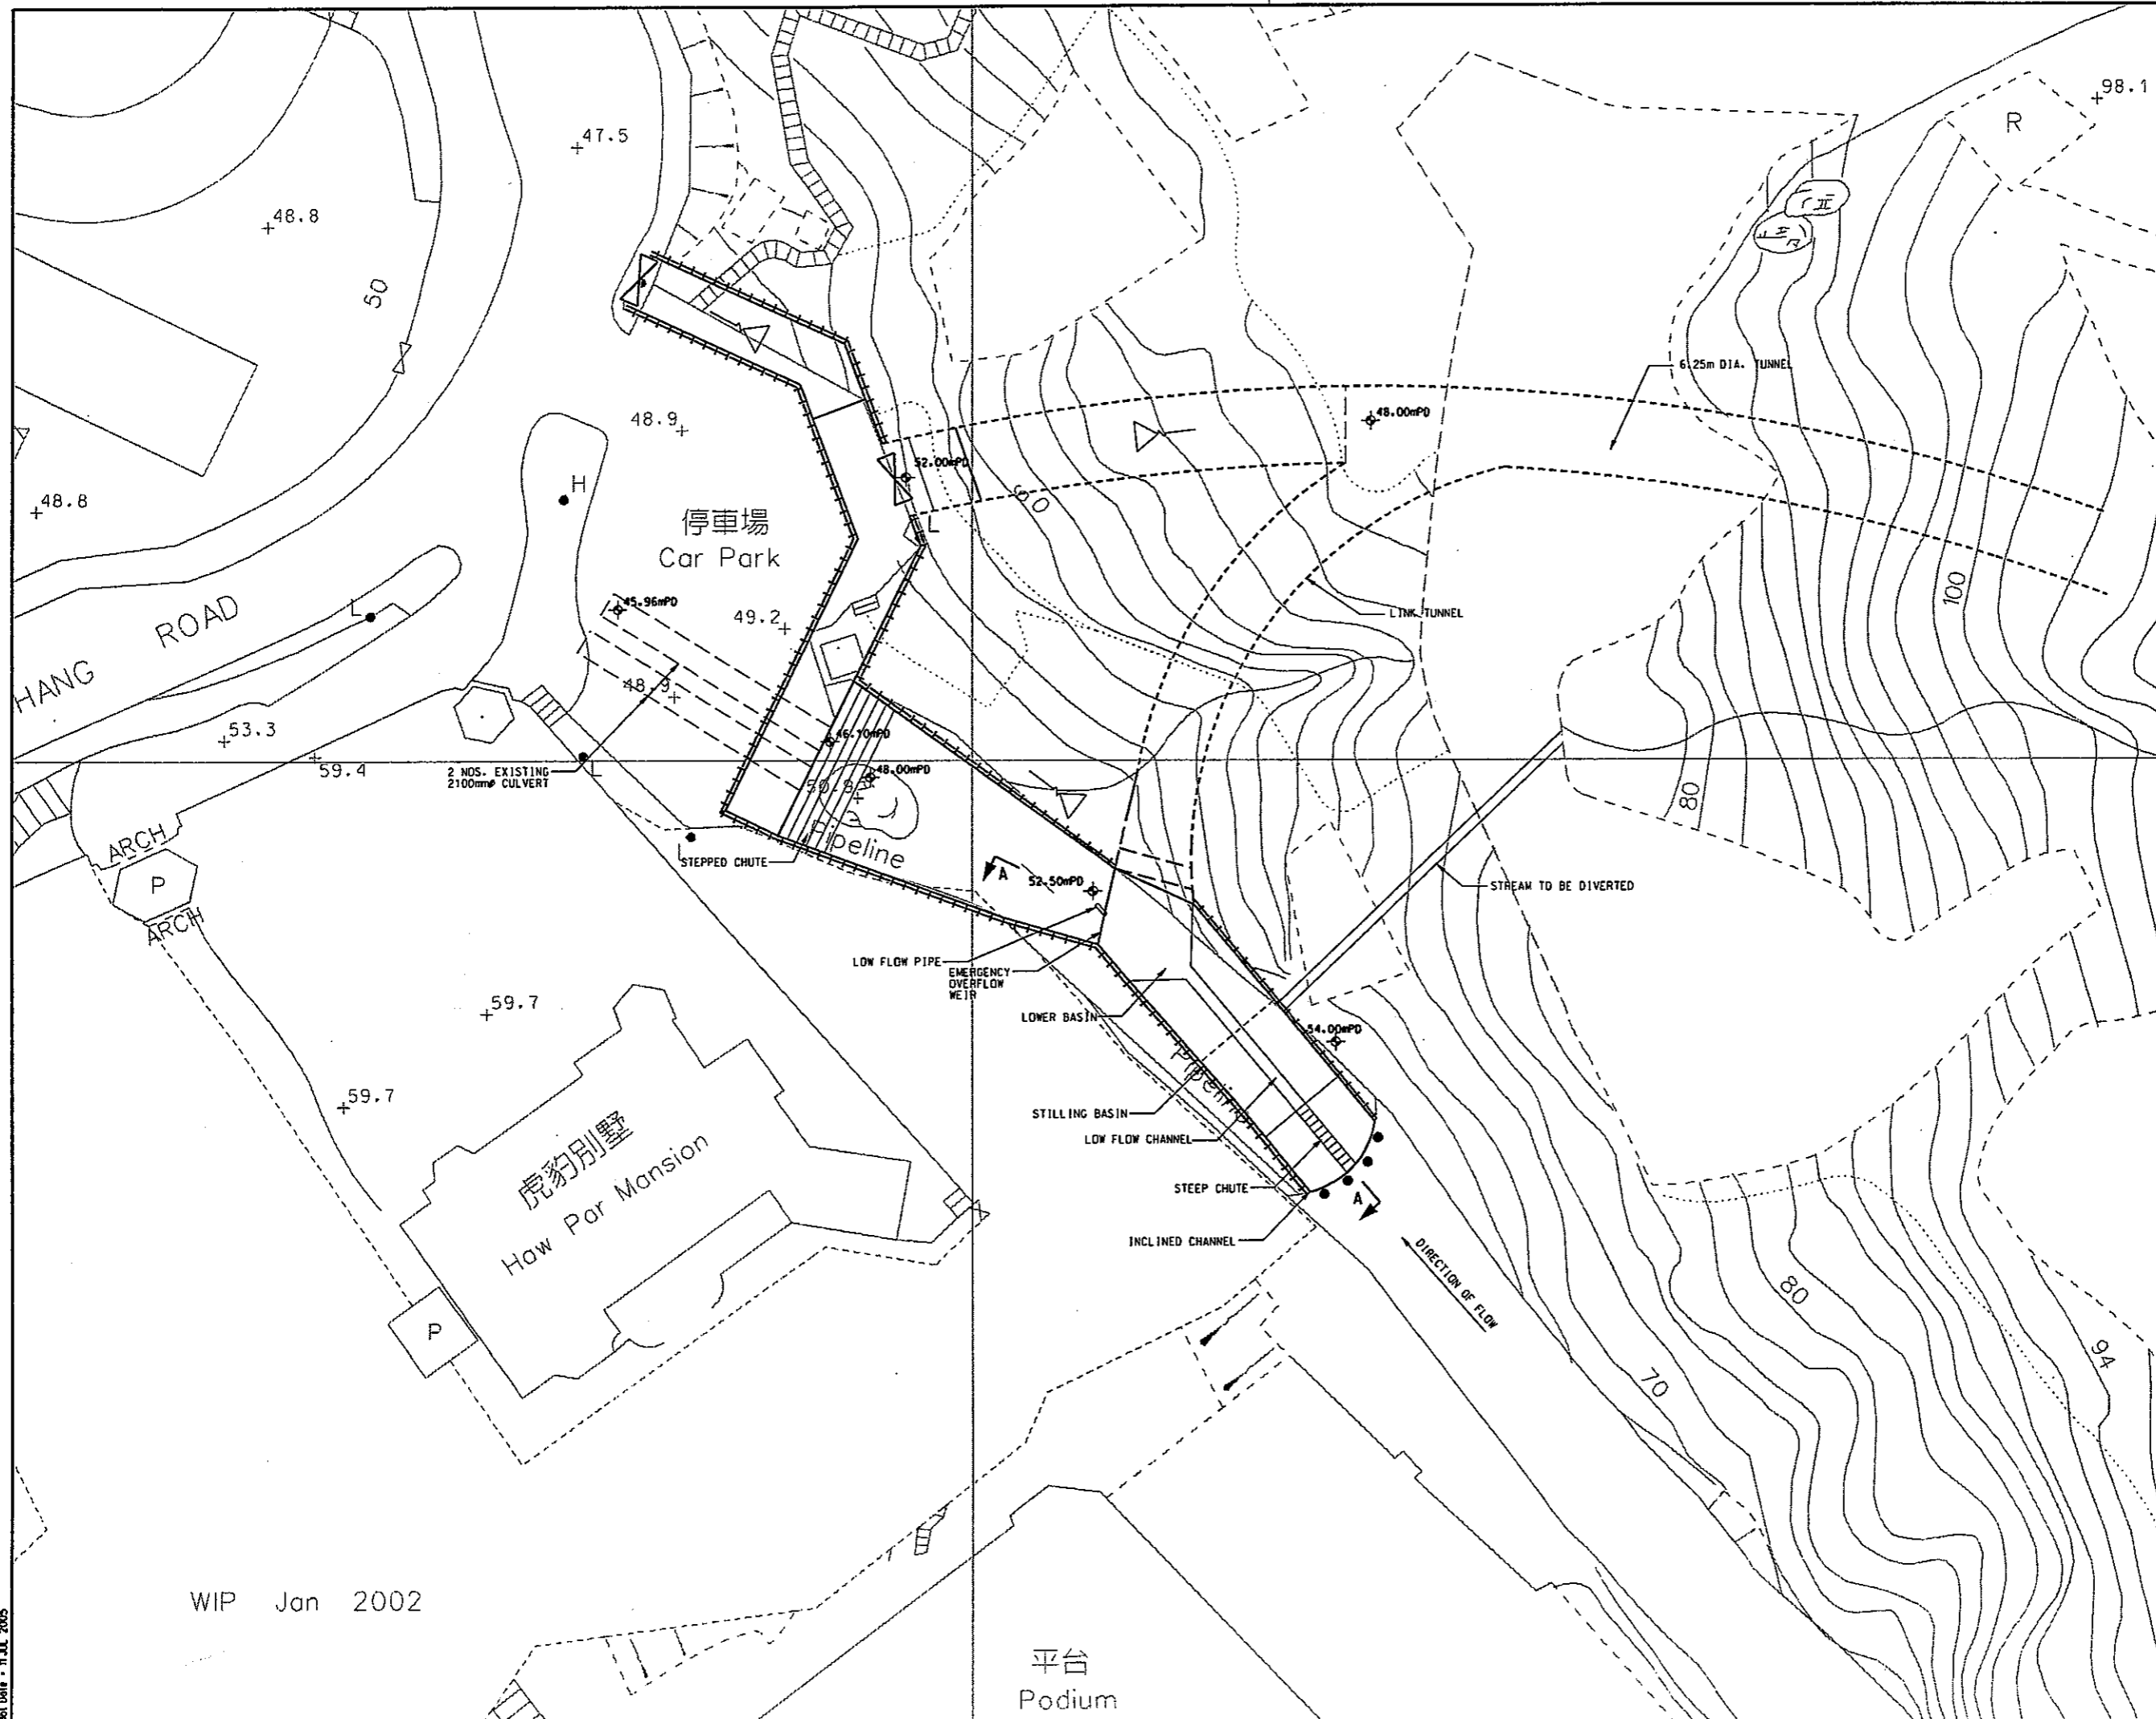 98.1
R
47.5
48.8
50
6.25m DIA. TUNNEL
48.9
48.00mPD
52.00mPD
H
60
L
48.8
停車場
Car Park
45.96mPD
L
49.2
LINK TUNNEL
100
HANG ROAD
48.9
53.3
46.10mPD
59.4
L
2 NOS. EXISTING
2100mmø CULVERT
48.00mPD
80
ARCH
P
ARCH
STEPPED CHUTE
Pipeline
A
52.50mPD
STREAM TO BE DIVERTED
LOW FLOW PIPE
EMERGENCY
OVERFLOW
WEIR
59.7
LOWER BASIN
54.00mPD
Pipeline
59.7
STILLING BASIN
LOW FLOW CHANNEL
虎豹別墅
Haw Par Mansion
STEEP CHUTE
A
INCLINED CHANNEL
DIRECTION OF FLOW
80
P
94
70
WIP Jan 2002
平台
Podium